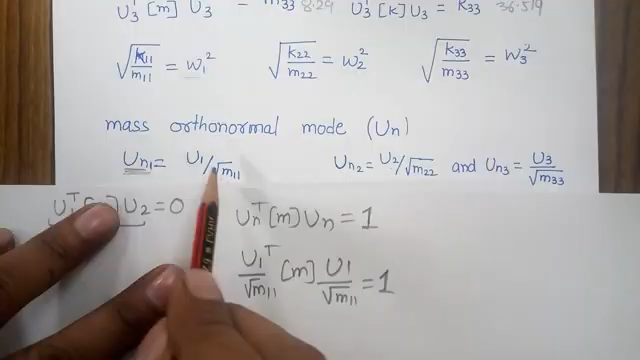 U₃ᵀ [m] U₃ = m₃₃ 8.29 U₃ᵀ [k] U₃ = K₃₃ 36.519
√(k₁₁/m₁₁) = w₁² √(k₂₂/m₂₂) = w₂² √(k₃₃/m₃₃) = w₃²
mass orthonormal mode (Un)
Un₁ = U₁/√m₁₁ Un₂ = U₂/√m₂₂ and Un₃ = U₃/√m₃₃
U₂ = 0 Unᵀ[m] Un = 1
U₁ᵀ/√m₁₁ [m] U₁/√m₁₁ = 1